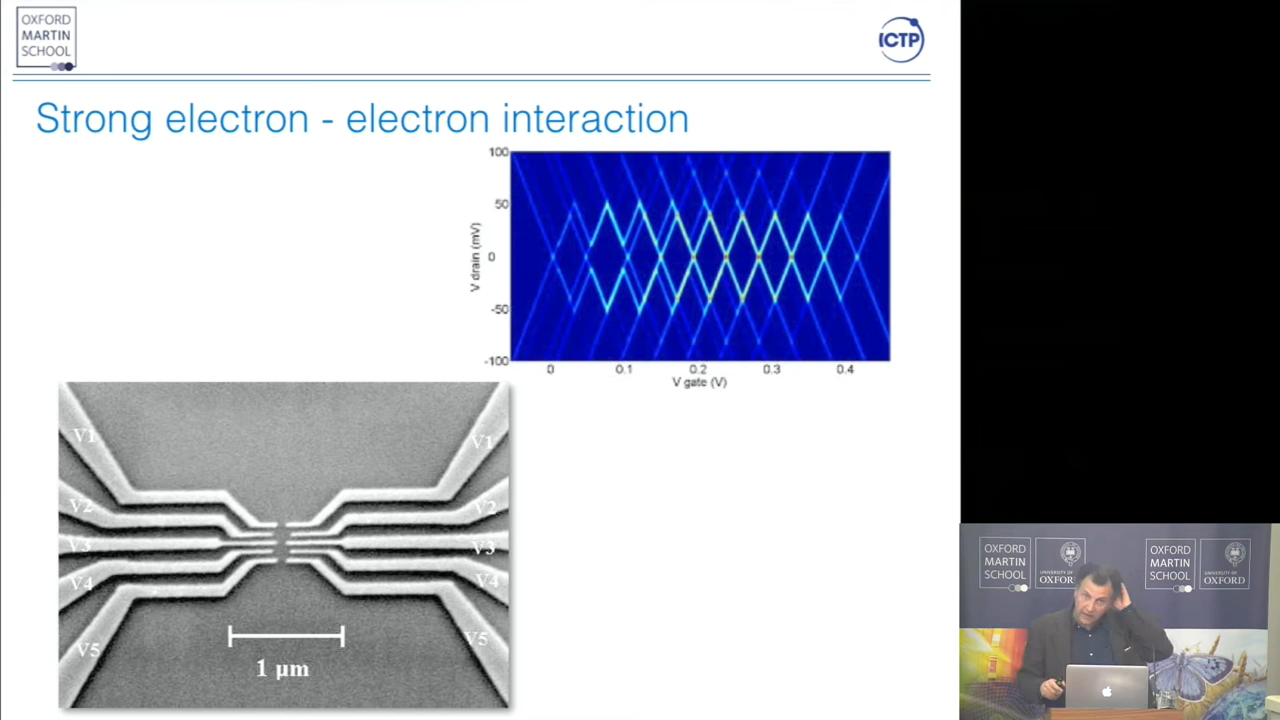 OXFORD
MARTIN
SCHOOL
ICTP
Strong electron - electron interaction
100
50
0
-50
-100
V drain (mV)
0 0.1 0.2 0.3 0.4
V gate (V)
V1 V1
V2 V2
V3 V3
V4 V4
V5 V5
1 μm
OXFORD
MARTIN
SCHOOL
UNIVERSITY OF
OXFOR
OXFORD
MARTIN
SCHOOL
UNIVERSITY OF
OXFORD